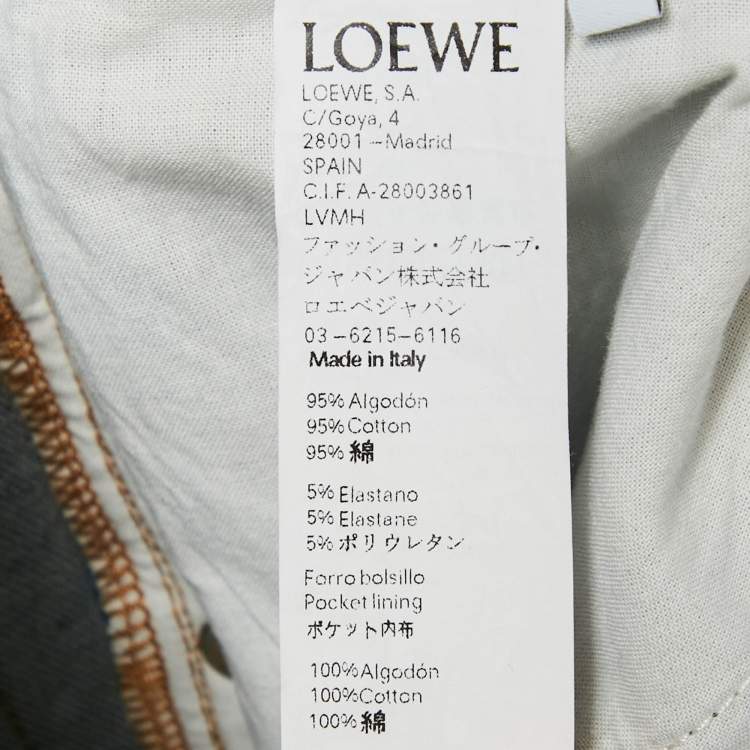 LOEWE
LOEWE, S.A.
C/Goya, 4
28001 – Madrid
SPAIN
C.I.F. A-28003861
LVMH
ファッション・グループ・
ジャパン株式会社
ロエベジャパン
03-6215-6116
Made in Italy
95% Algodón
95% Cotton
95% 綿
5% Elastano
5% Elastane
5% ポリウレタン
Forro bolsillo
Pocket lining
ポケット内布
100% Algodón
100% Cotton
100% 綿